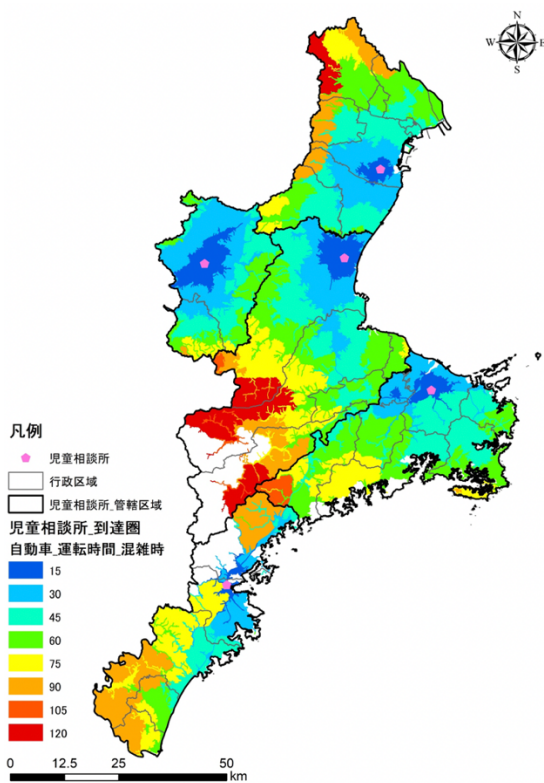 N
W E
S
凡例
児童相談所
行政区域
児童相談所_管轄区域
児童相談所_到達圏
自動車_運転時間_混雑時
15
30
45
60
75
90
105
120
0 12.5 25 50
km